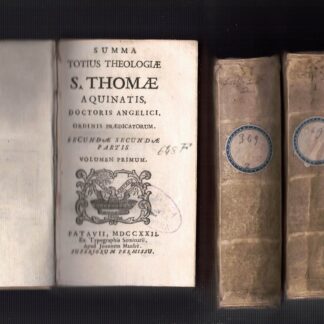 SUMMA
TOTIUS THEOLOGIÆ
S. THOMÆ
AQUINATIS,
DOCTORIS ANGELICI,
ORDINIS PRÆDICATORUM.
SECUNDÆ SECUNDÆ
PARTIS
VOLUMEN PRIMUM.
PATAVII, MDCCXXII.
Ex Typographia Seminarii.
Apud Joannem Manfrè.
SUPERIORUM PERMISSU.
369